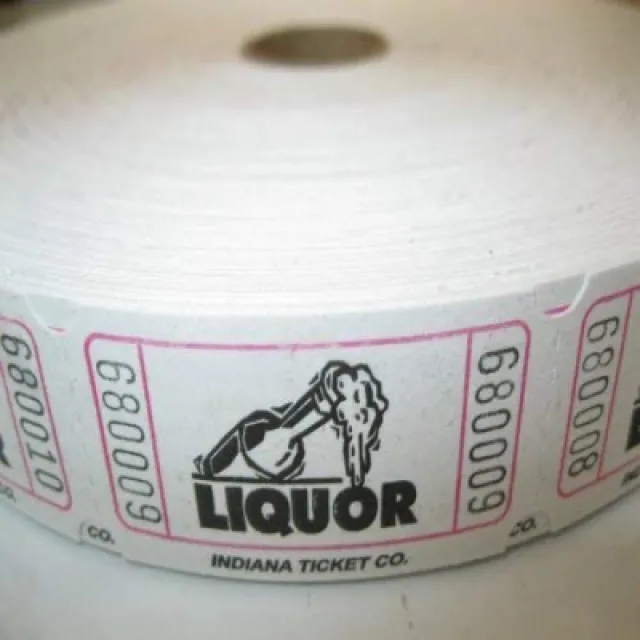 680010
CO.
680009
LIQUOR
680009
INDIANA TICKET CO.
680008
CO.